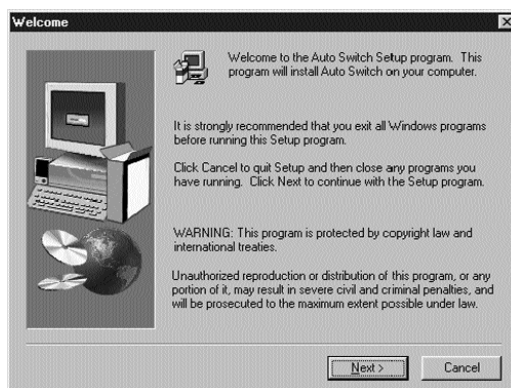 Welcome
Welcome to the Auto Switch Setup program. This
program will install Auto Switch on your computer.
It is strongly recommended that you exit all Windows programs
before running this Setup program.
Click Cancel to quit Setup and then close any programs you
have running. Click Next to continue with the Setup program.
WARNING: This program is protected by copyright law and
international treaties.
Unauthorized reproduction or distribution of this program, or any
portion of it, may result in severe civil and criminal penalties, and
will be prosecuted to the maximum extent possible under law.
Next >
Cancel